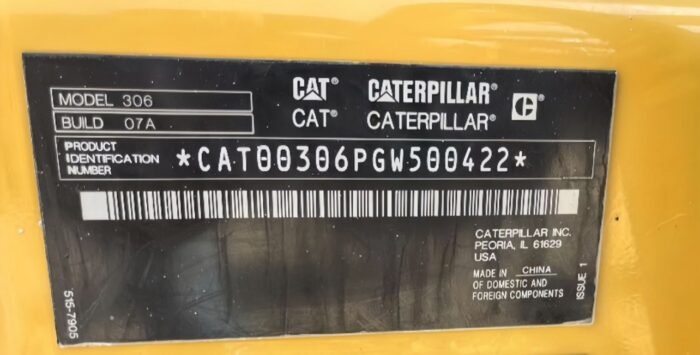 MODEL 306
BUILD 07A
CAT® CATERPILLAR® C
CAT® CATERPILLAR®
PRODUCT
IDENTIFICATION
NUMBER
*CAT00306PGW500422*
CATERPILLAR INC.
PEORIA, IL 61629
USA
MADE IN CHINA
OF DOMESTIC AND
FOREIGN COMPONENTS
ISSUE 1
515-7905